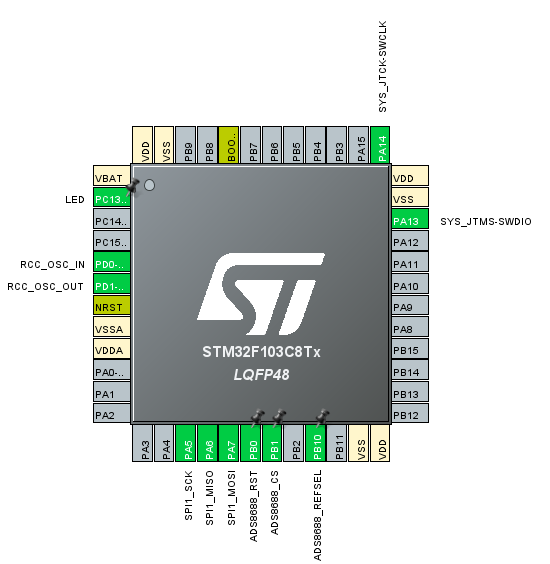 SYS_JTCK-SWCLK
VDD
VSS
PB9
PB8
BOO..
PB7
PB6
PB5
PB4
PB3
PA15
PA14
VBAT
LED
PC13..
PC14..
PC15..
RCC_OSC_IN
PD0-..
RCC_OSC_OUT
PD1-..
NRST
VSSA
VDDA
PA0-..
PA1
PA2
VDD
VSS
PA13
SYS_JTMS-SWDIO
PA12
PA11
PA10
PA9
PA8
PB15
PB14
PB13
PB12
STM32F103C8Tx
LQFP48
PA3
PA4
PA5
PA6
PA7
PB0
PB1
PB2
PB10
PB11
VSS
VDD
SPI1_SCK
SPI1_MISO
SPI1_MOSI
ADS8688_RST
ADS8688_CS
ADS8688_REFSEL